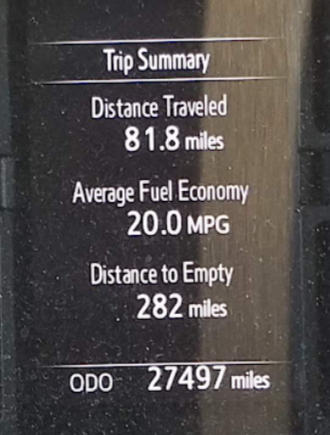 Trip Summary
Distance Traveled
81.8 miles
Average Fuel Economy
20.0 MPG
Distance to Empty
282 miles
ODO 27497 miles